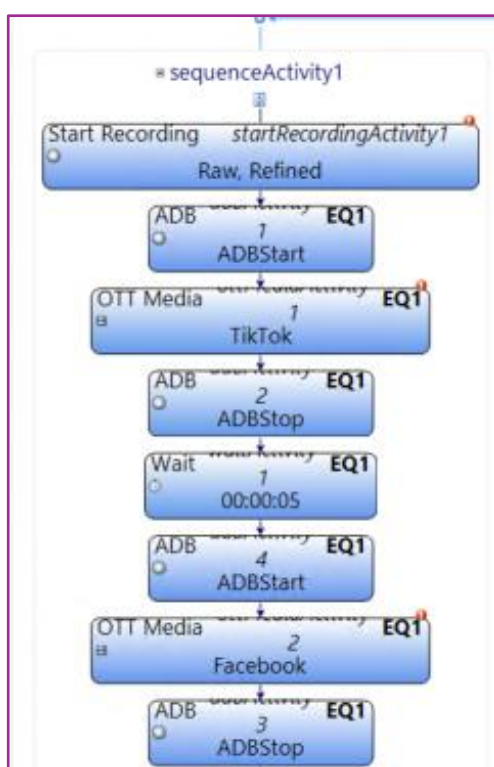 sequenceActivity1
Start Recording startRecordingActivity1
Raw, Refined
ADB EQ1
1
ADBStart
OTT Media EQ1
1
TikTok
ADB EQ1
2
ADBStop
Wait EQ1
1
00:00:05
ADB EQ1
4
ADBStart
OTT Media EQ1
2
Facebook
ADB EQ1
3
ADBStop